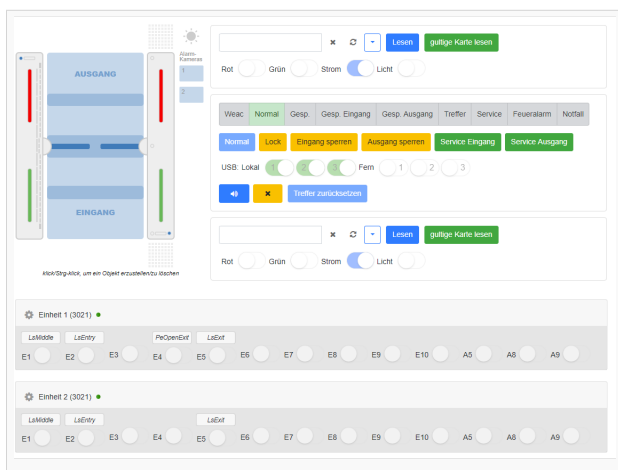 Lesen
gultige Karte lesen
Rot Grün Strom Licht
Alarm-
Kameras
1
2
AUSGANG
EINGANG
klick/Strg-klick, um ein Objekt erzustellen/zu löschen
Weac Normal Gesp. Gesp. Eingang Gesp. Ausgang Treffer Service Feueralarm Notfall
Normal Lock Eingang sperren Ausgang sperren Service Eingang Service Ausgang
USB: Lokal 1 2 3 Fern 1 2 3
Treffer zurücksetzen
Lesen
gultige Karte lesen
Rot Grün Strom Licht
Einheit 1 (3021)
LsMiddle LsEntry PeOpenExit LsExit
E1 E2 E3 E4 E5 E6 E7 E8 E9 E10 A5 A8 A9
Einheit 2 (3021)
LsMiddle LsEntry LsExit
E1 E2 E3 E4 E5 E6 E7 E8 E9 E10 A5 A8 A9